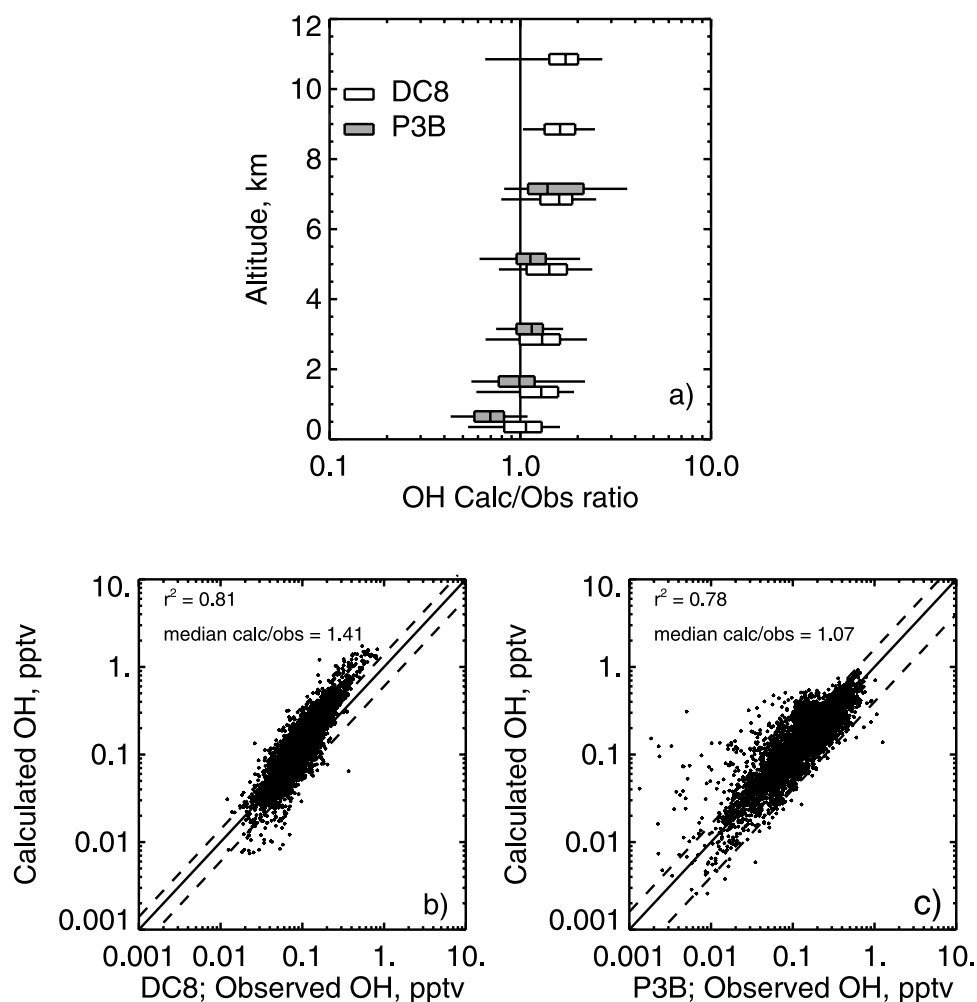 12
10
8
6
4
2
0
Altitude, km
DC8
P3B
a)
0.1
1.0
10.0
OH Calc/Obs ratio
10.
1.
0.1
0.01
0.001
Calculated OH, pptv
r² = 0.81
median calc/obs = 1.41
b)
0.001 0.01 0.1 1. 10.
DC8; Observed OH, pptv
10.
1.
0.1
0.01
0.001
Calculated OH, pptv
r² = 0.78
median calc/obs = 1.07
c)
0.001 0.01 0.1 1. 10.
P3B; Observed OH, pptv